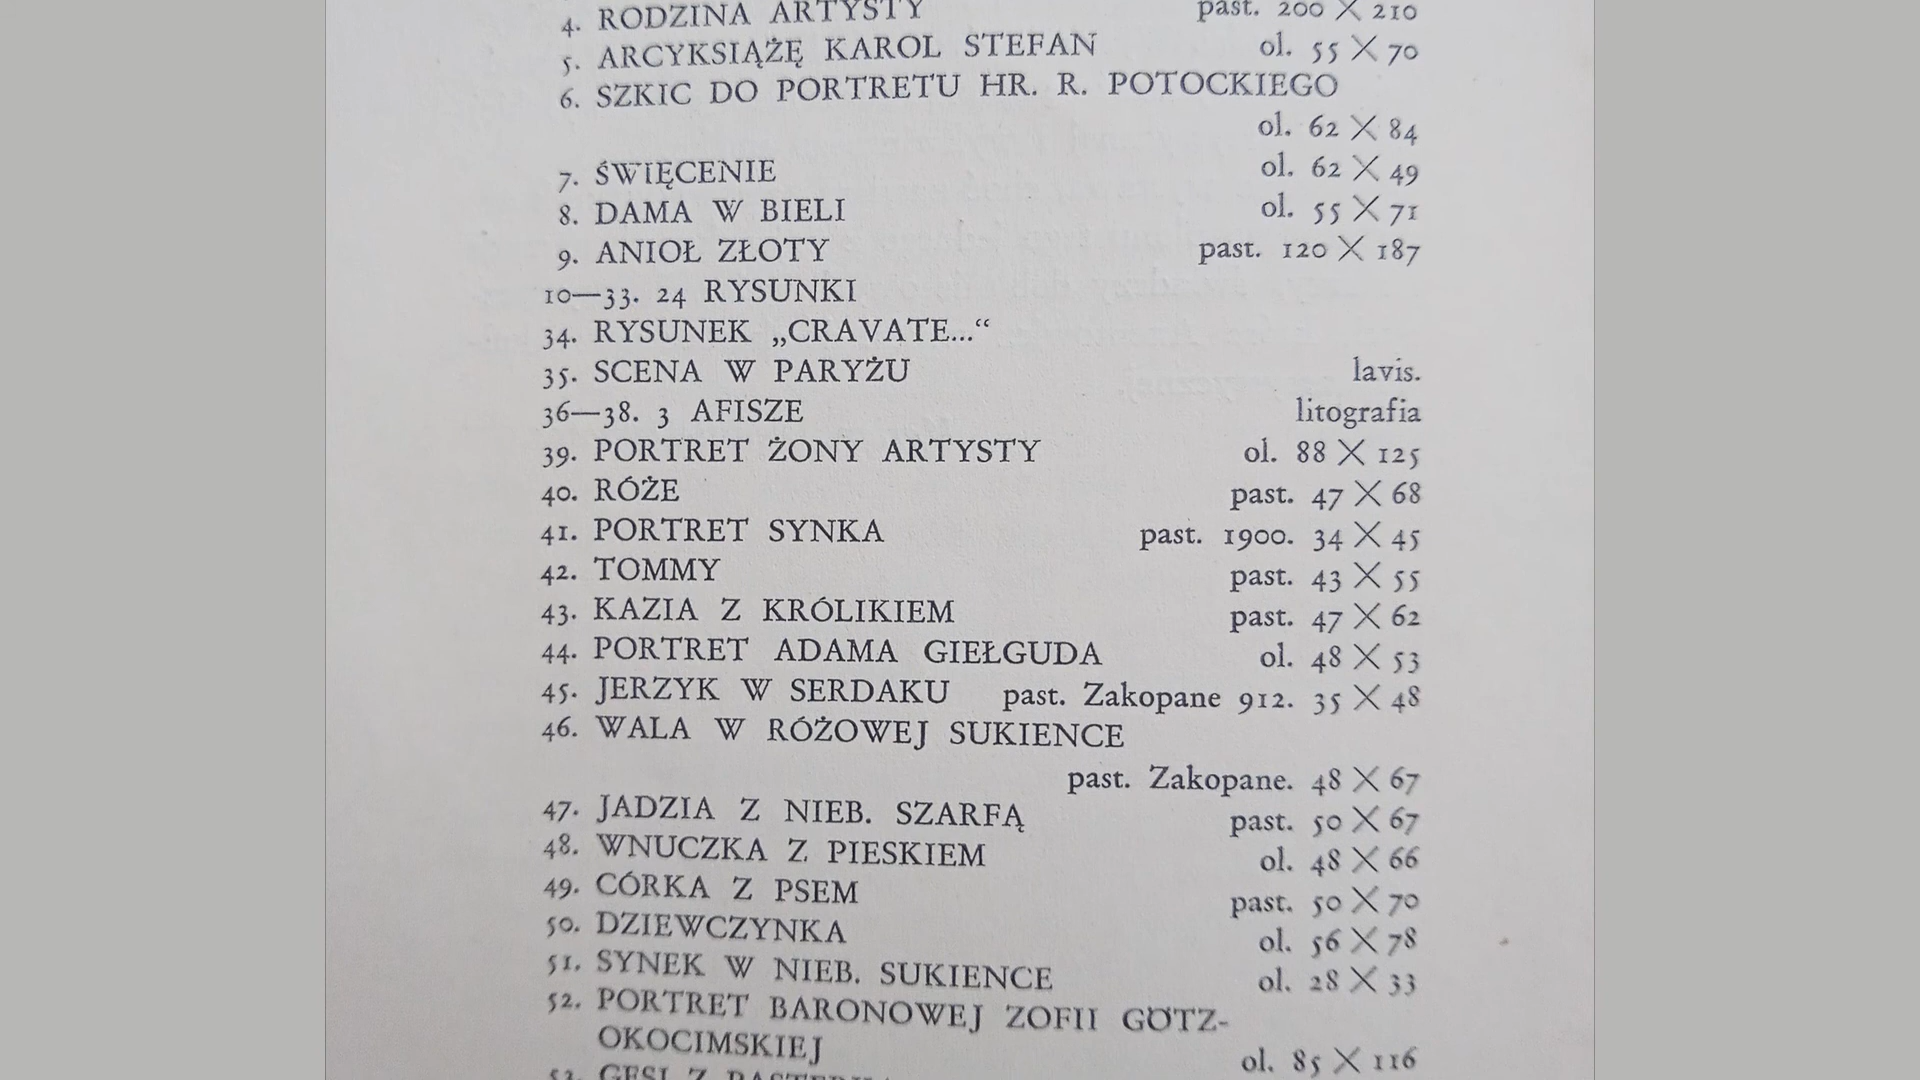 4. RODZINA ARTYSTY past. 200 × 210
5. ARCYKSIĄŻĘ KAROL STEFAN ol. 55 × 70
6. SZKIC DO PORTRETU HR. R. POTOCKIEGO
ol. 62 × 84
7. ŚWIĘCENIE ol. 62 × 49
8. DAMA W BIELI ol. 55 × 71
9. ANIOŁ ZŁOTY past. 120 × 187
10—33. 24 RYSUNKI
34. RYSUNEK „CRAVATE...“
35. SCENA W PARYŻU lavis.
36—38. 3 AFISZE litografia
39. PORTRET ŻONY ARTYSTY ol. 88 × 125
40. RÓŻE past. 47 × 68
41. PORTRET SYNKA past. 1900. 34 × 45
42. TOMMY past. 43 × 55
43. KAZIA Z KRÓLIKIEM past. 47 × 62
44. PORTRET ADAMA GIEŁGUDA ol. 48 × 53
45. JERZYK W SERDAKU past. Zakopane 912. 35 × 48
46. WALA W RÓŻOWEJ SUKIENCE
past. Zakopane. 48 × 67
47. JADZIA Z NIEB. SZARFĄ past. 50 × 67
48. WNUCZKA Z PIESKIEM ol. 48 × 66
49. CÓRKA Z PSEM past. 50 × 70
50. DZIEWCZYNKA ol. 56 × 78
51. SYNEK W NIEB. SUKIENCE ol. 28 × 33
52. PORTRET BARONOWEJ ZOFII GÖTZ-
OKOCIMSKIEJ ol. 85 × 116
53. GĘSI Z